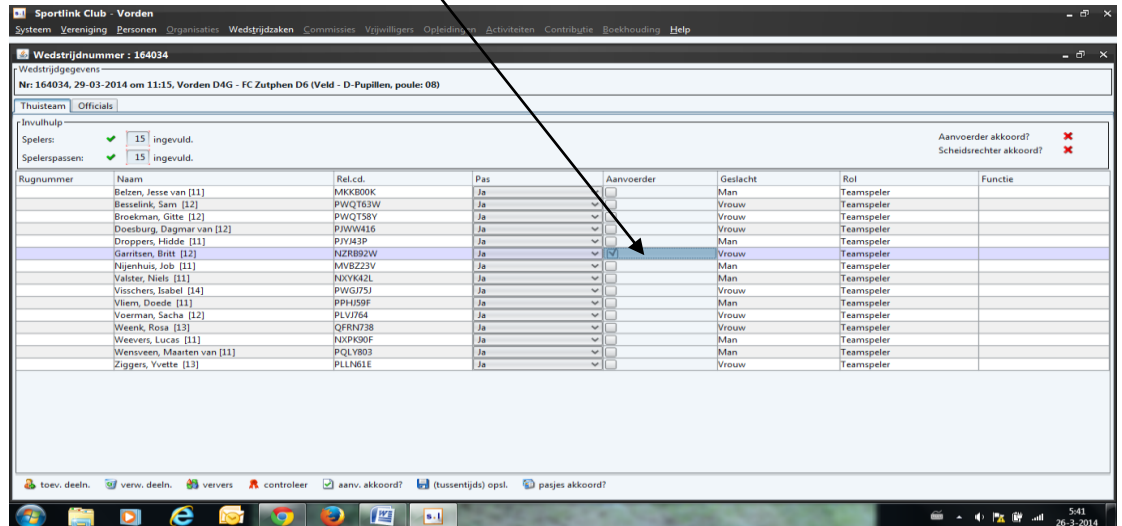 Sportlink Club - Vorden
Systeem Vereniging Personen Organisaties Wedstrijdzaken Commissies Vrijwilligers Opleidingen Activiteiten Contributie Boekhouding Help
Wedstrijdnummer : 164034
Wedstrijdgegevens
Nr: 164034, 29-03-2014 om 11:15, Vorden D4G - FC Zutphen D6 (Veld - D-Pupillen, poule: 08)
Thuisteam Officials
Invulhulp
Spelers: 15 ingevuld. Aanvoerder akkoord?
Spelerspassen: 15 ingevuld. Scheidsrechter akkoord?
Rugnummer Naam Rel.cd. Pas Aanvoerder Geslacht Rol Functie
Belzen, Jesse van [11] MKKB00K Ja Man Teamspeler
Besselink, Sam [12] PWQT63W Ja Vrouw Teamspeler
Broekman, Gitte [12] PWQT58Y Ja Vrouw Teamspeler
Doesburg, Dagmar van [12] PJWW416 Ja Vrouw Teamspeler
Droppers, Hidde [11] PJYJ43P Ja Man Teamspeler
Garritsen, Britt [12] NZRB92W Ja Vrouw Teamspeler
Nijenhuis, Job [11] MVBZ23V Ja Man Teamspeler
Valster, Niels [11] NXYK42L Ja Man Teamspeler
Visschers, Isabel [14] PWGJ75J Ja Vrouw Teamspeler
Vliem, Doede [11] PPHJ59F Ja Man Teamspeler
Voerman, Sacha [12] PLVJ764 Ja Vrouw Teamspeler
Weenk, Rosa [13] QFRN738 Ja Vrouw Teamspeler
Weevers, Lucas [11] NXPK90F Ja Man Teamspeler
Wensveen, Maarten van [11] PQLY803 Ja Man Teamspeler
Ziggers, Yvette [13] PLLN61E Ja Vrouw Teamspeler
toev. deeln. verw. deeln. ververs controleer aanv. akkoord? (tussentijds) opsl. pasjes akkoord?
s.l
5:41
26-3-2014